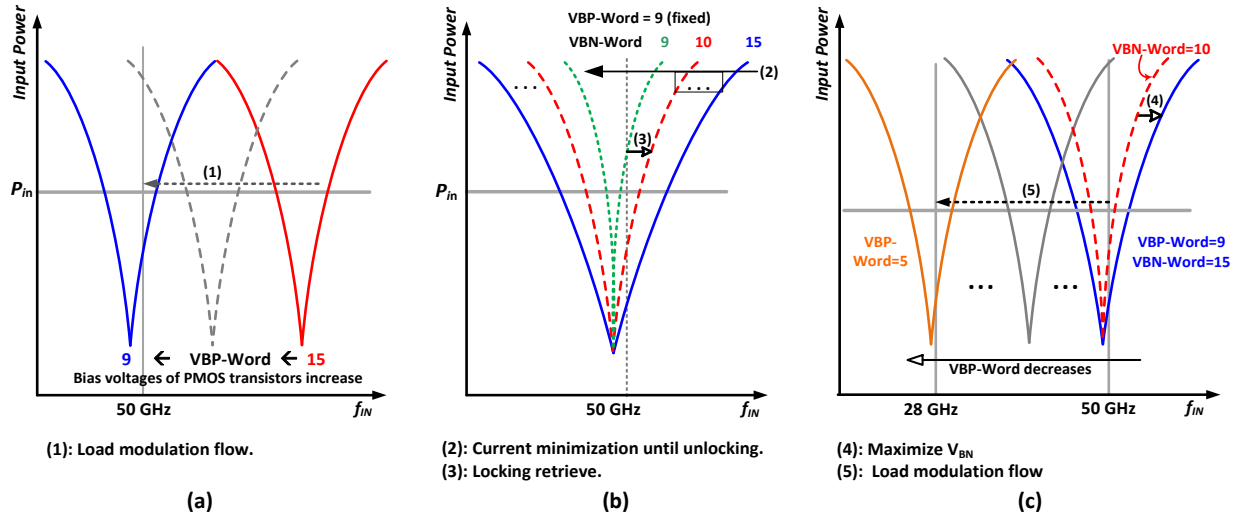 Input Power
P_in
(1)
9 ← VBP-Word ← 15
Bias voltages of PMOS transistors increase
50 GHz
f_IN
(1): Load modulation flow.
(a)
Input Power
P_in
VBP-Word = 9 (fixed)
VBN-Word 9 10 15
(2)
...
...
(3)
50 GHz
f_IN
(2): Current minimization until unlocking.
(3): Locking retrieve.
(b)
Input Power
VBN-Word=10
(4)
(5)
VBP-
Word=5
VBP-Word=9
VBN-Word=15
... ...
VBP-Word decreases
28 GHz
50 GHz
f_IN
(4): Maximize V_BN
(5): Load modulation flow
(c)